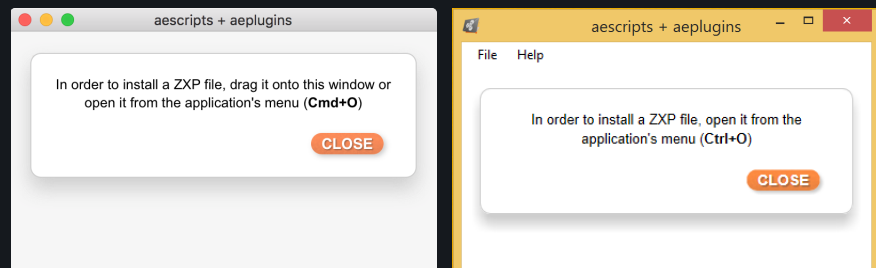 aescripts + aeplugins
In order to install a ZXP file, drag it onto this window or
open it from the application's menu (Cmd+O)
CLOSE
aescripts + aeplugins
File Help
In order to install a ZXP file, open it from the
application's menu (Ctrl+O)
CLOSE